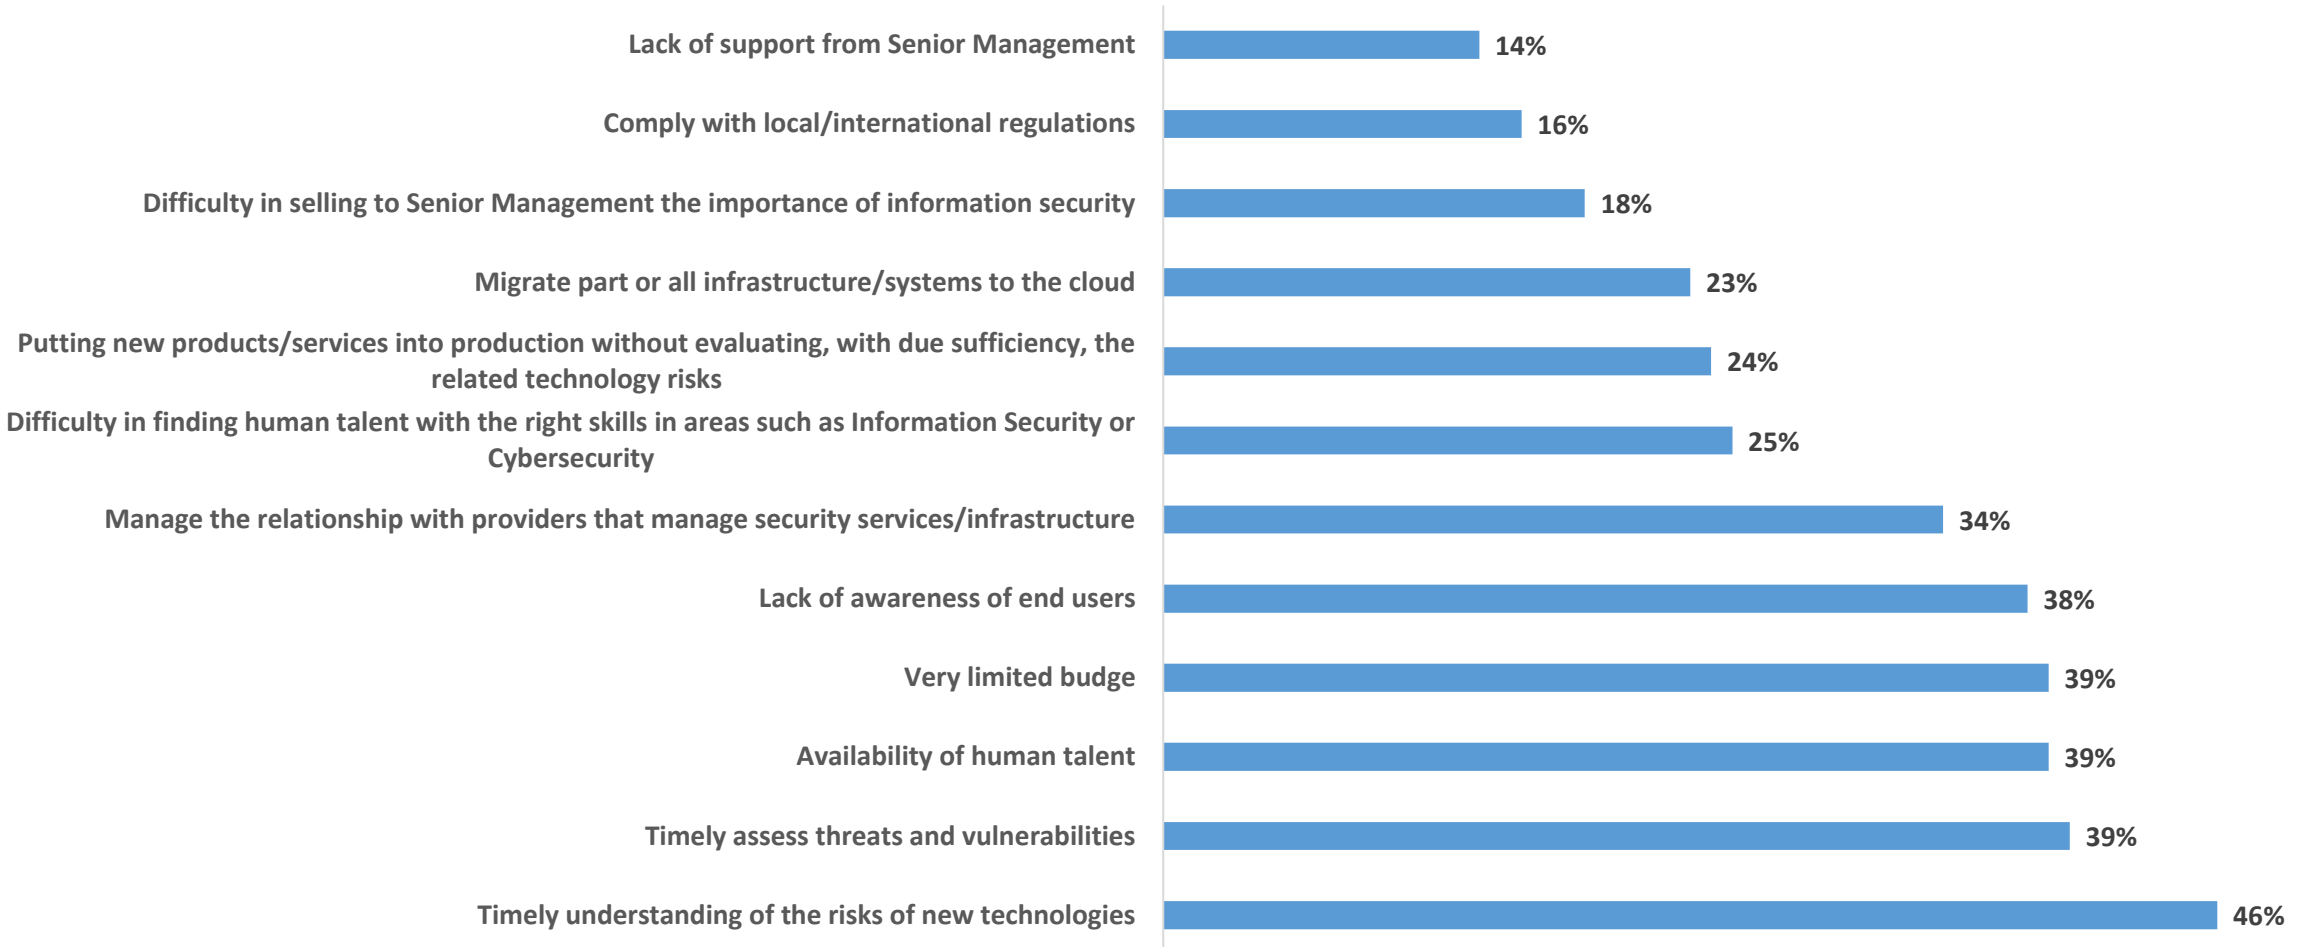 Lack of support from Senior Management 14%
Comply with local/international regulations 16%
Difficulty in selling to Senior Management the importance of information security 18%
Migrate part or all infrastructure/systems to the cloud 23%
Putting new products/services into production without evaluating, with due sufficiency, the
related technology risks
24%
Difficulty in finding human talent with the right skills in areas such as Information Security or
Cybersecurity
25%
Manage the relationship with providers that manage security services/infrastructure 34%
Lack of awareness of end users 38%
Very limited budge 39%
Availability of human talent 39%
Timely assess threats and vulnerabilities 39%
Timely understanding of the risks of new technologies 46%